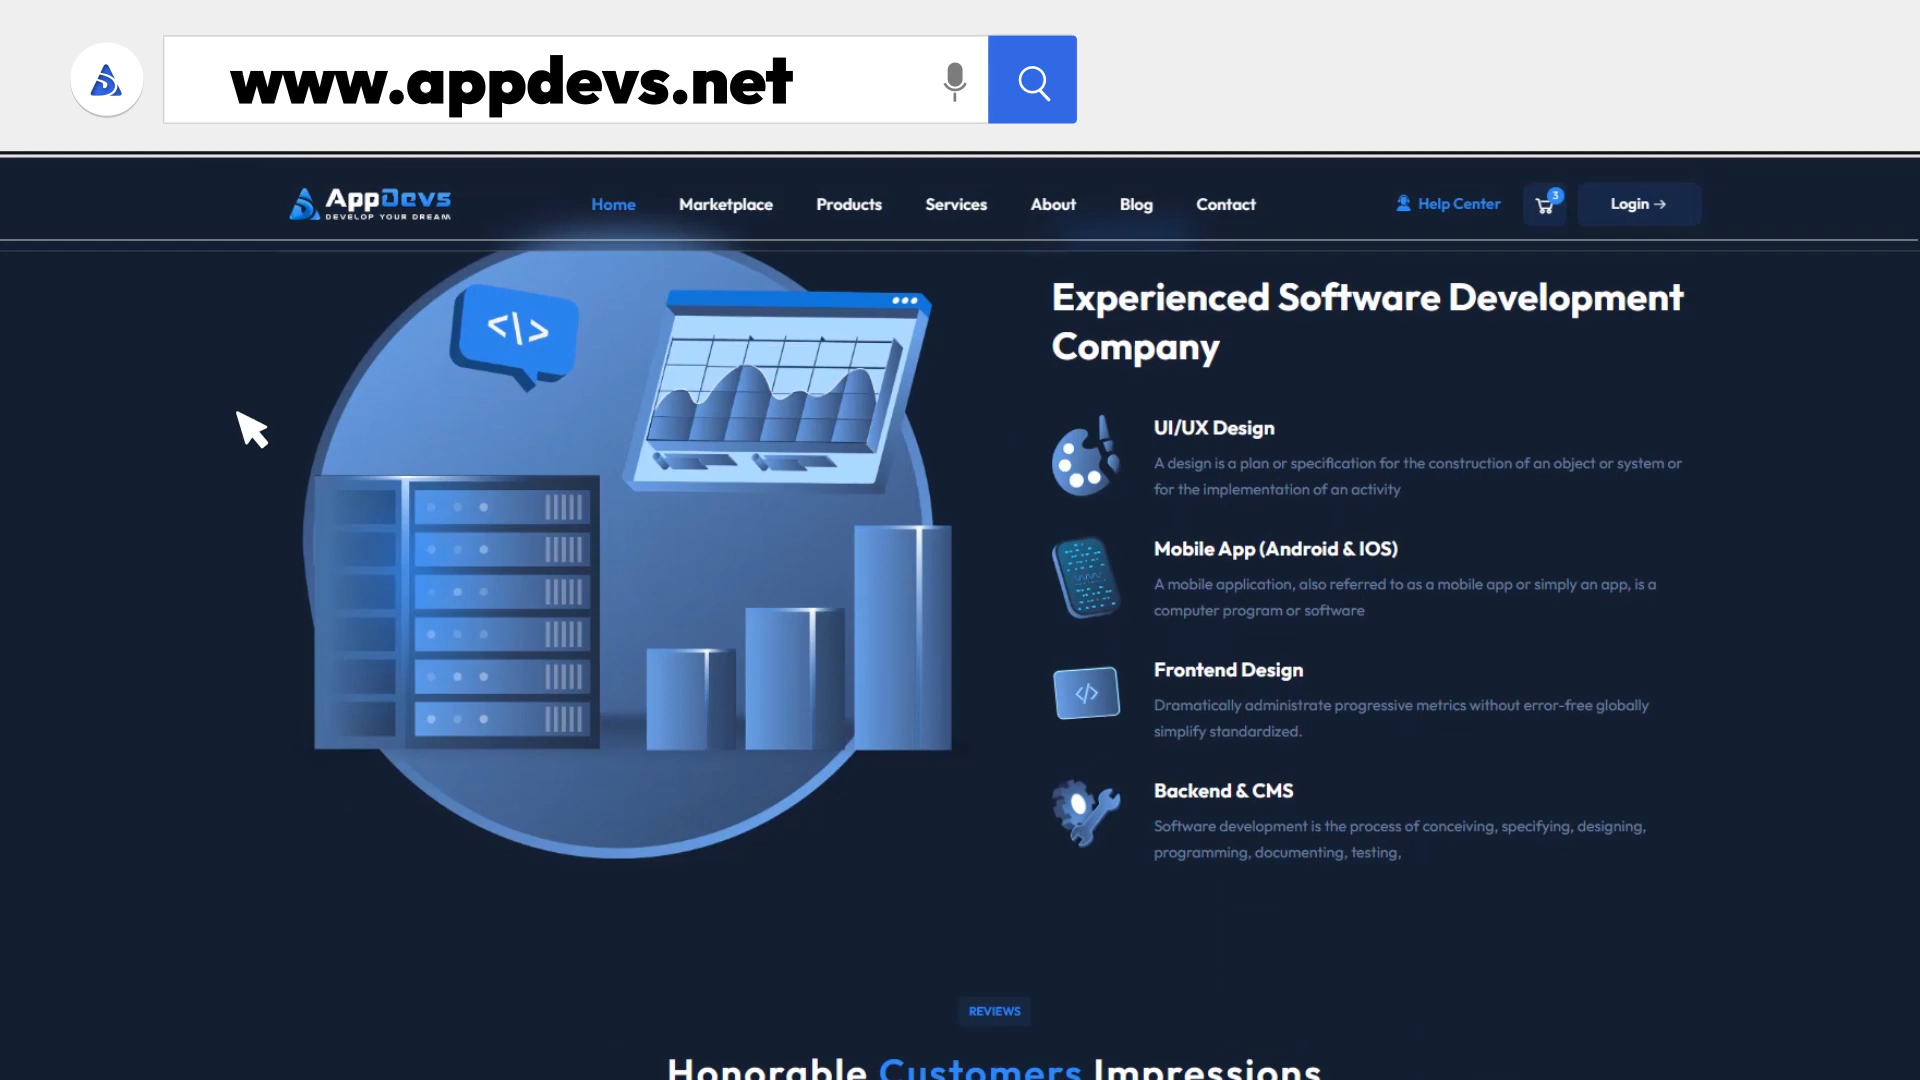 www.appdevs.net
AppDevs
DEVELOP YOUR DREAM
Home
Marketplace
Products
Services
About
Blog
Contact
Help Center
3
Login →
</>
Experienced Software Development
Company
UI/UX Design
A design is a plan or specification for the construction of an object or system or
for the implementation of an activity
Mobile App (Android & IOS)
A mobile application, also referred to as a mobile app or simply an app, is a
computer program or software
</>
Frontend Design
Dramatically administrate progressive metrics without error-free globally
simplify standardized.
Backend & CMS
Software development is the process of conceiving, specifying, designing,
programming, documenting, testing,
REVIEWS
Honorable Customers Impressions